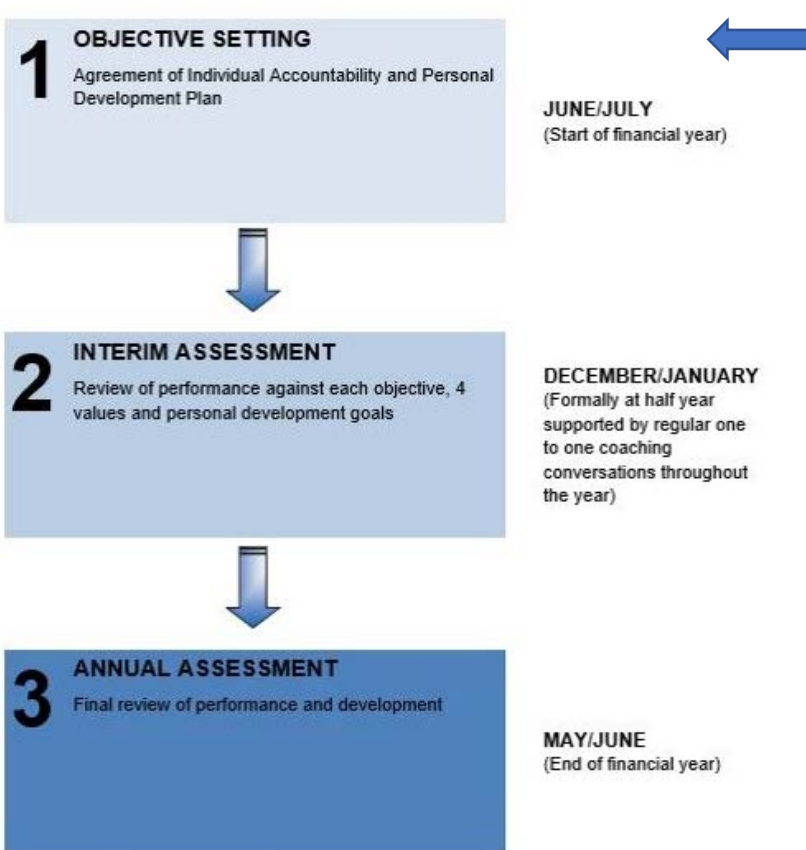 1
OBJECTIVE SETTING
Agreement of Individual Accountability and Personal
Development Plan
JUNE/JULY
(Start of financial year)
2
INTERIM ASSESSMENT
Review of performance against each objective, 4
values and personal development goals
DECEMBER/JANUARY
(Formally at half year
supported by regular one
to one coaching
conversations throughout
the year)
3
ANNUAL ASSESSMENT
Final review of performance and development
MAY/JUNE
(End of financial year)